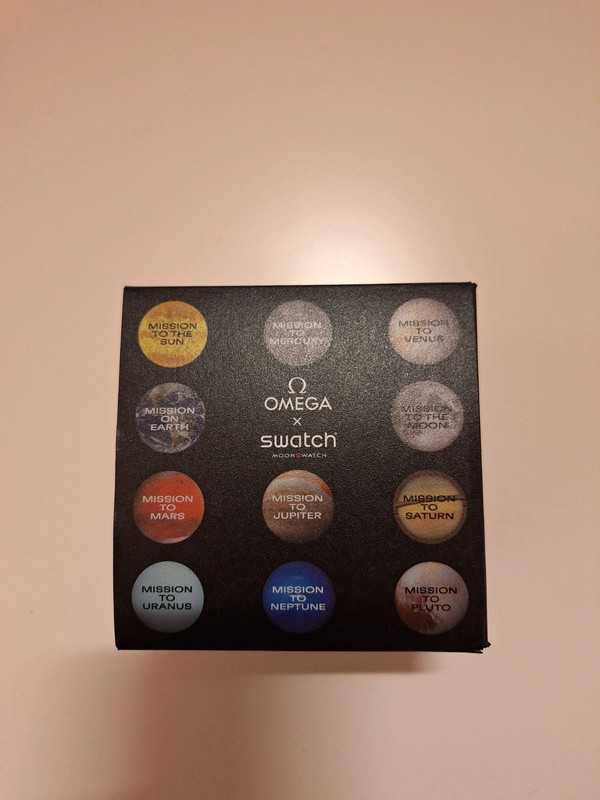 MISSION
TO THE
SUN
MISSION
TO
MERCURY
MISSION
TO
VENUS
MISSION
ON
EARTH
Ω
OMEGA
×
swatch
MOONSWATCH
MISSION
TO THE
MOON
MISSION
TO
MARS
MISSION
TO
JUPITER
MISSION
TO
SATURN
MISSION
TO
URANUS
MISSION
TO
NEPTUNE
MISSION
TO
PLUTO